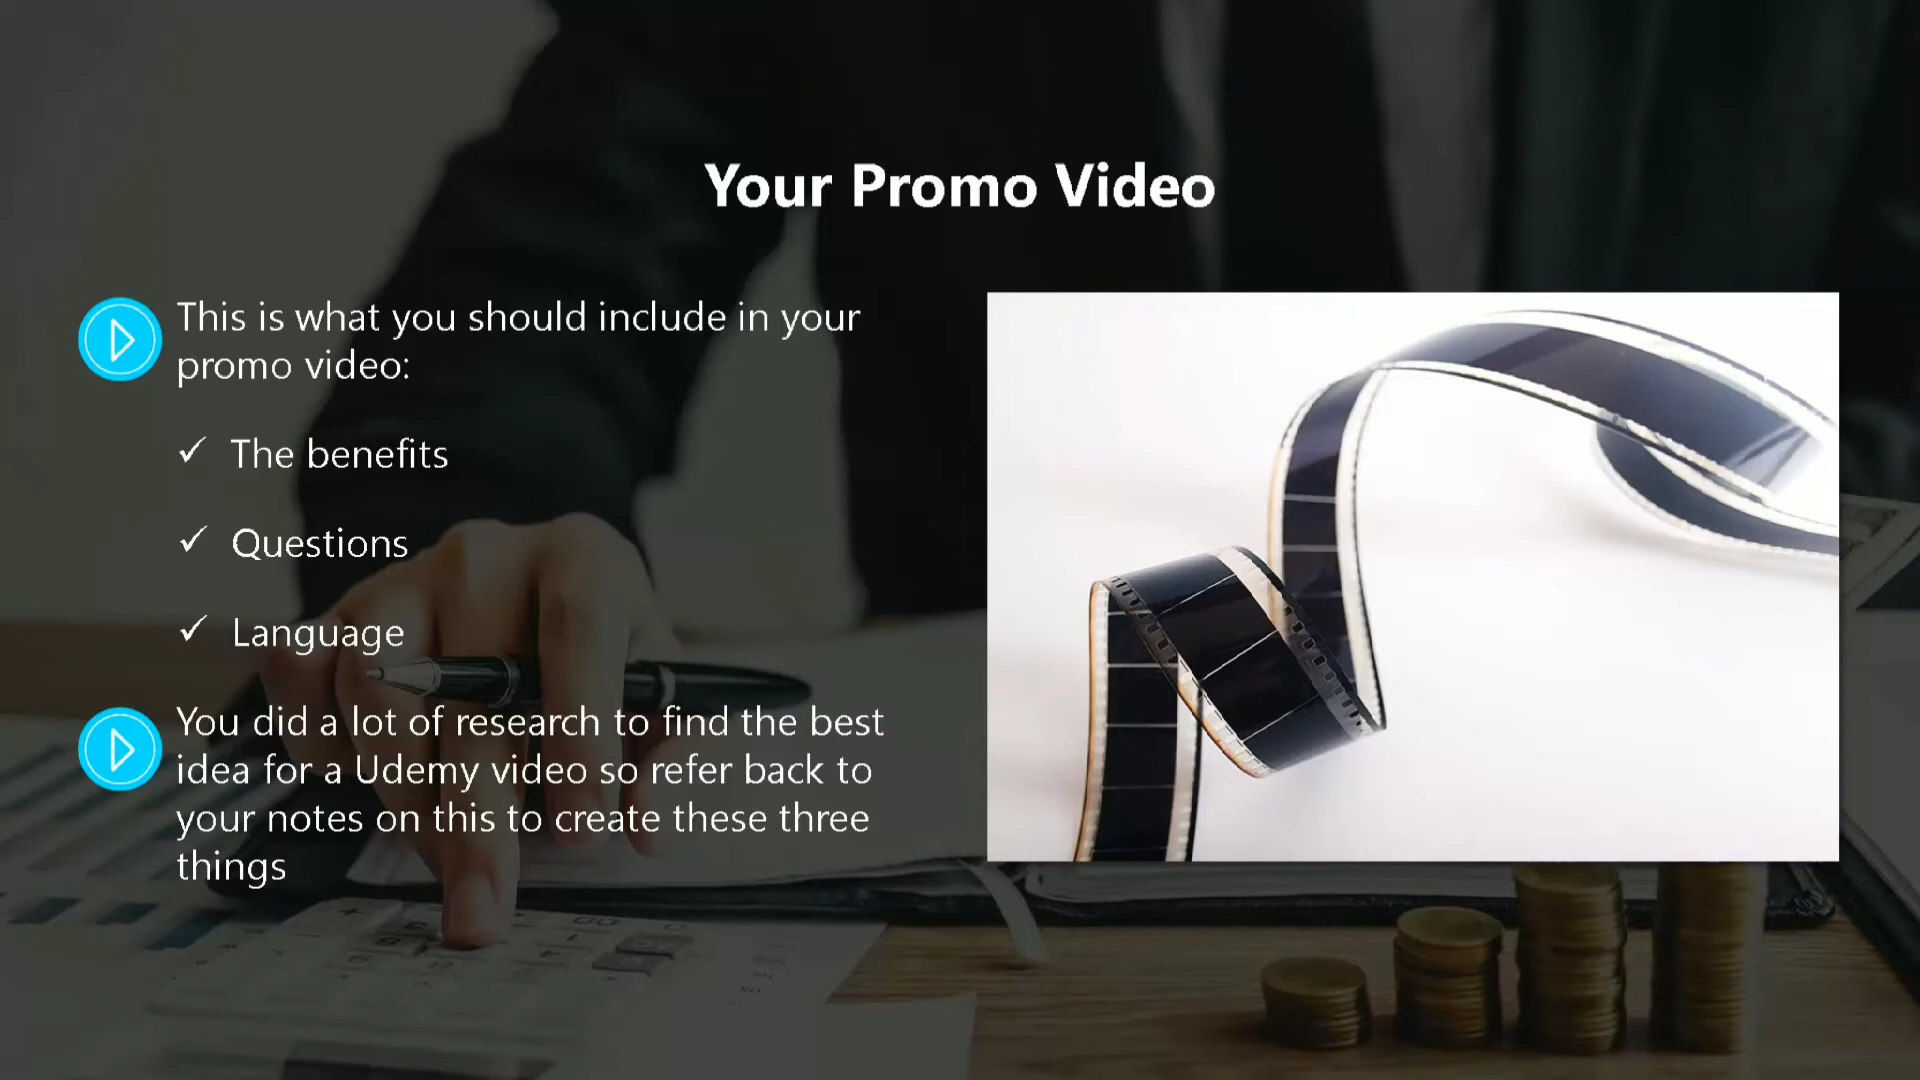 Your Promo Video
This is what you should include in your
promo video:
✓ The benefits
✓ Questions
✓ Language
You did a lot of research to find the best
idea for a Udemy video so refer back to
your notes on this to create these three
things